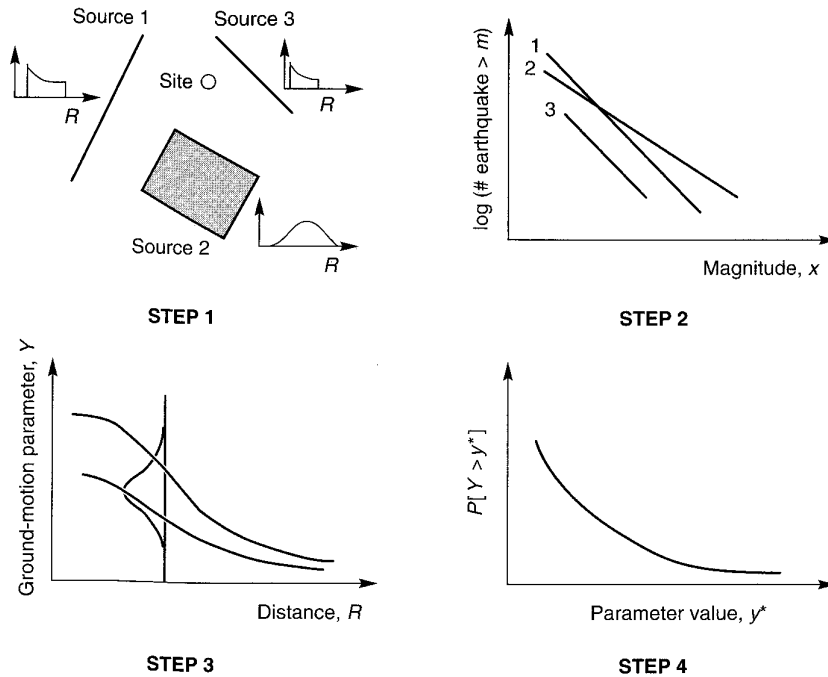 Source 1
Source 3
Site
R
R
Source 2
R
STEP 1
log (# earthquake > m)
1
2
3
Magnitude, x
STEP 2
Ground-motion parameter, Y
Distance, R
STEP 3
P[Y > y*]
Parameter value, y*
STEP 4